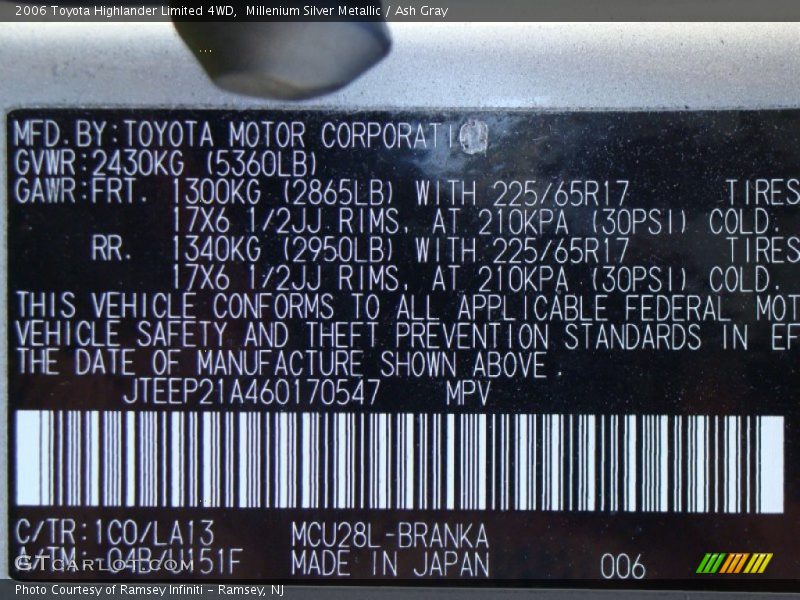 2006 Toyota Highlander Limited 4WD, Millenium Silver Metallic / Ash Gray
MFD.BY:TOYOTA MOTOR CORPORATI
GVWR:2430KG (5360LB)
GAWR:FRT. 1300KG (2865LB) WITH 225/65R17 TIRES
17X6 1/2JJ RIMS, AT 210KPA (30PSI) COLD.
RR. 1340KG (2950LB) WITH 225/65R17 TIRES
17X6 1/2JJ RIMS, AT 210KPA (30PSI) COLD.
THIS VEHICLE CONFORMS TO ALL APPLICABLE FEDERAL MOT
VEHICLE SAFETY AND THEFT PREVENTION STANDARDS IN EF
THE DATE OF MANUFACTURE SHOWN ABOVE.
JTEEP21A460170547 MPV
C/TR:1C0/LA13 MCU28L-BRANKA
A/TM:-04B/U151F MADE IN JAPAN 006
GTCARLOT.COM
Photo Courtesy of Ramsey Infiniti - Ramsey, NJ